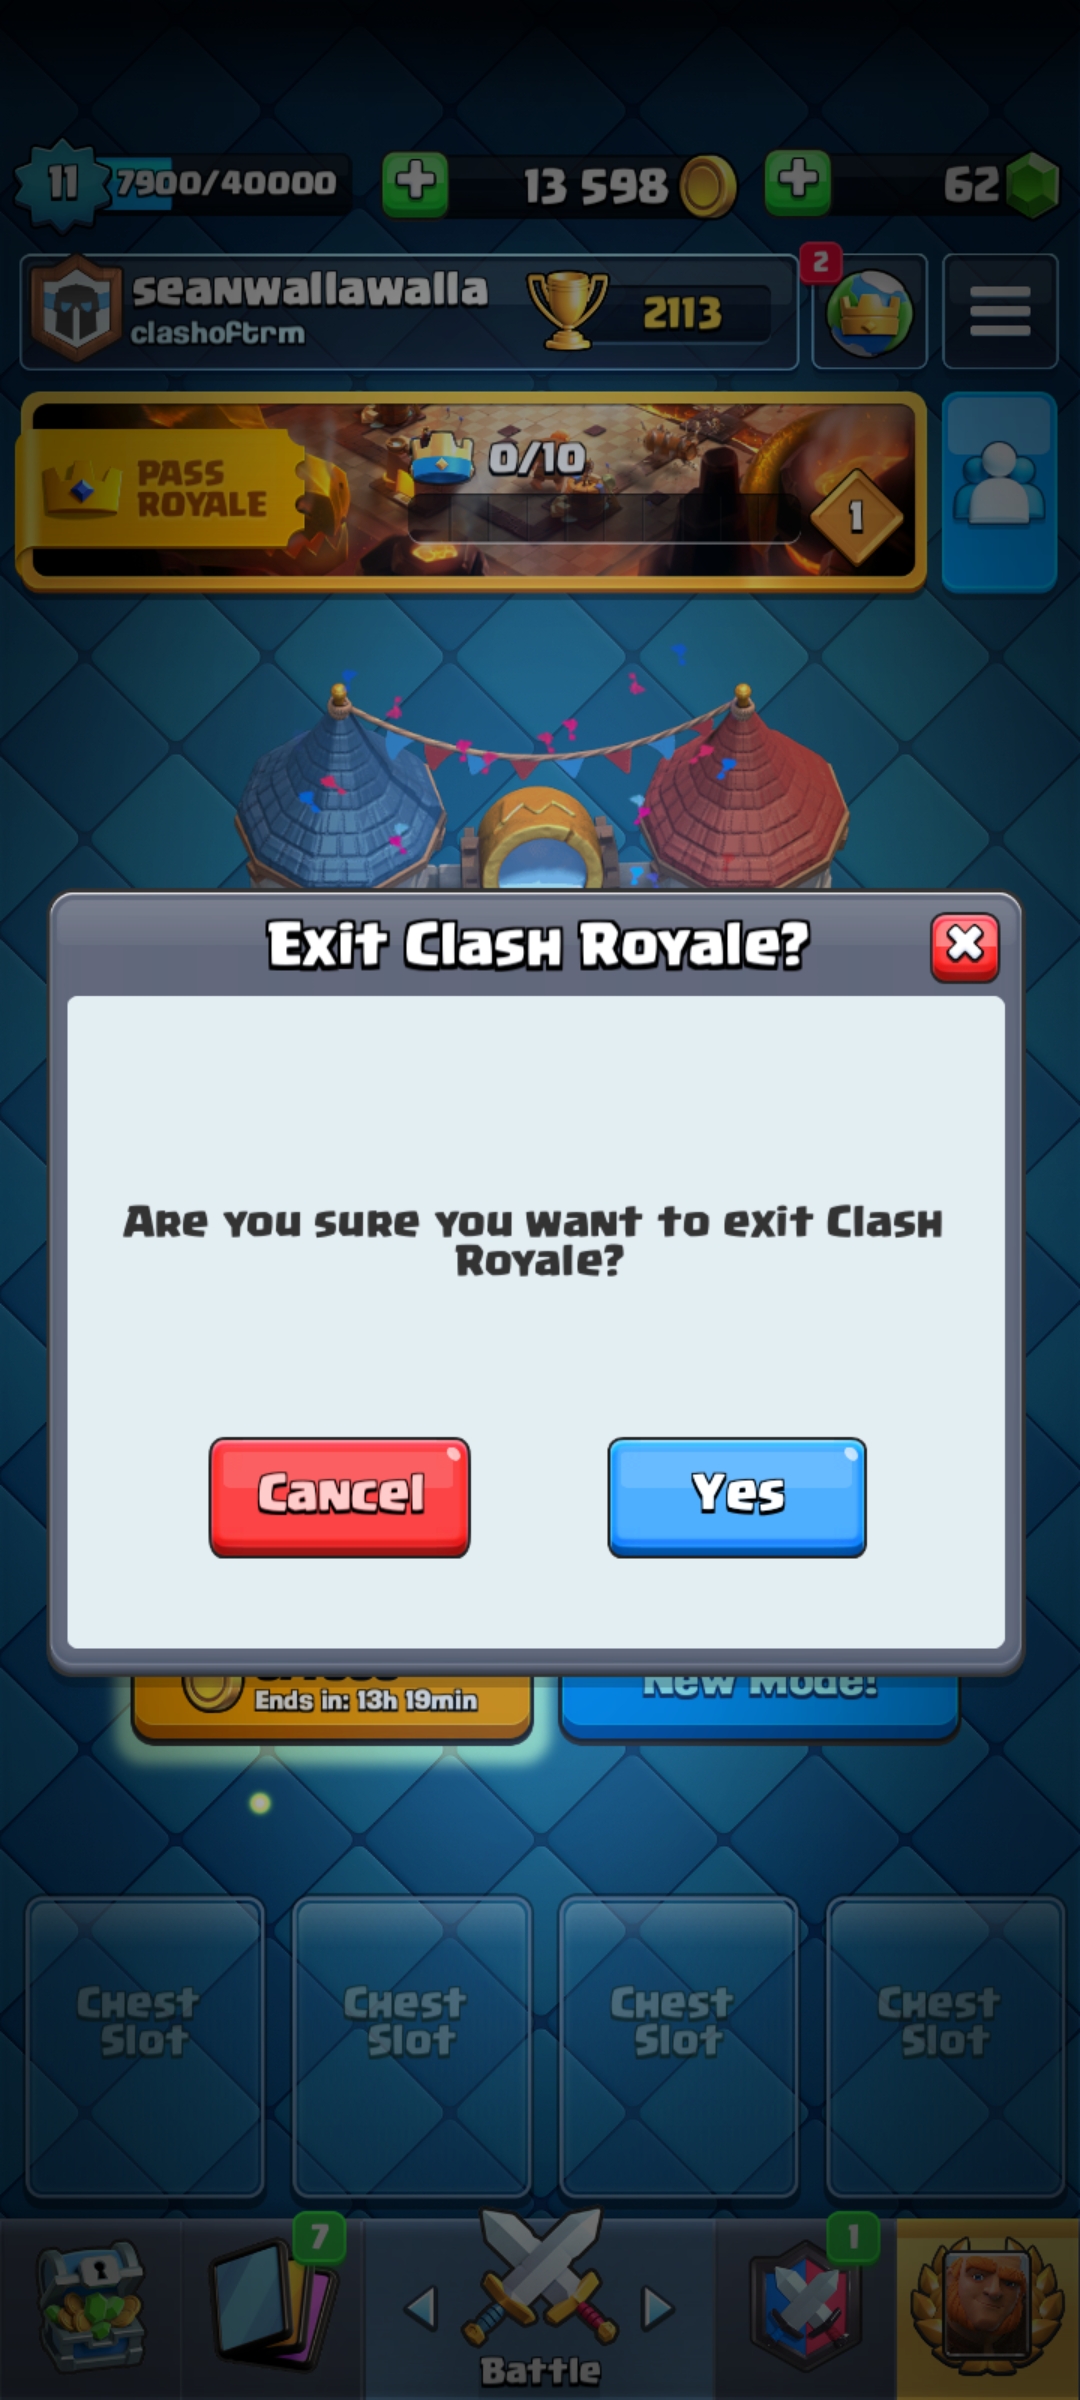 11
7900/40000
13 598
62
seanwallawalla
clashoftrm
2113
2
PASS
ROYALE
0/10
1
Exit Clash Royale?
Are you sure you want to exit Clash
Royale?
Cancel
Yes
Ends in: 13h 19min
New Mode!
Chest
Slot
Chest
Slot
Chest
Slot
Chest
Slot
7
1
Battle